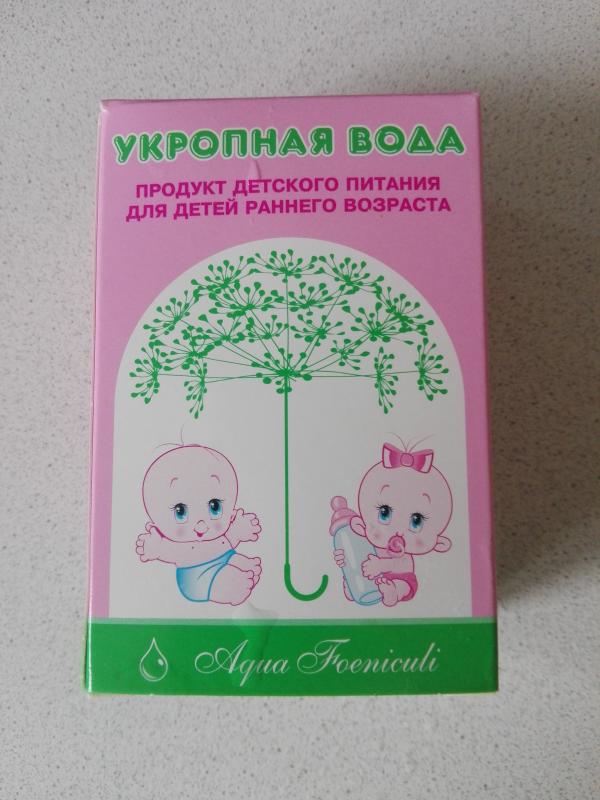 УКРОПНАЯ ВОДА
ПРОДУКТ ДЕТСКОГО ПИТАНИЯ
ДЛЯ ДЕТЕЙ РАННЕГО ВОЗРАСТА
Aqua Foeniculi